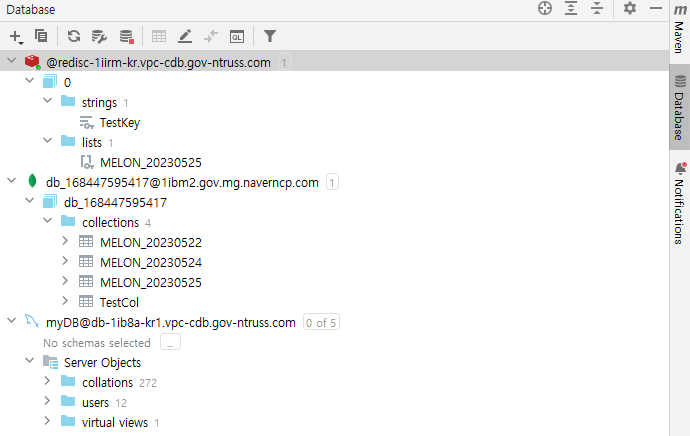 Database
@redisc-1iirm-kr.vpc-cdb.gov-ntruss.com 1
0
strings 1
TestKey
lists 1
MELON_20230525
db_168447595417@1ibm2.gov.mg.naverncp.com 1
db_168447595417
collections 4
MELON_20230522
MELON_20230524
MELON_20230525
TestCol
myDB@db-1ib8a-kr1.vpc-cdb.gov-ntruss.com 0 of 5
No schemas selected ...
Server Objects
collations 272
users 12
virtual views 1
m
Maven
Database
Notifications
QL